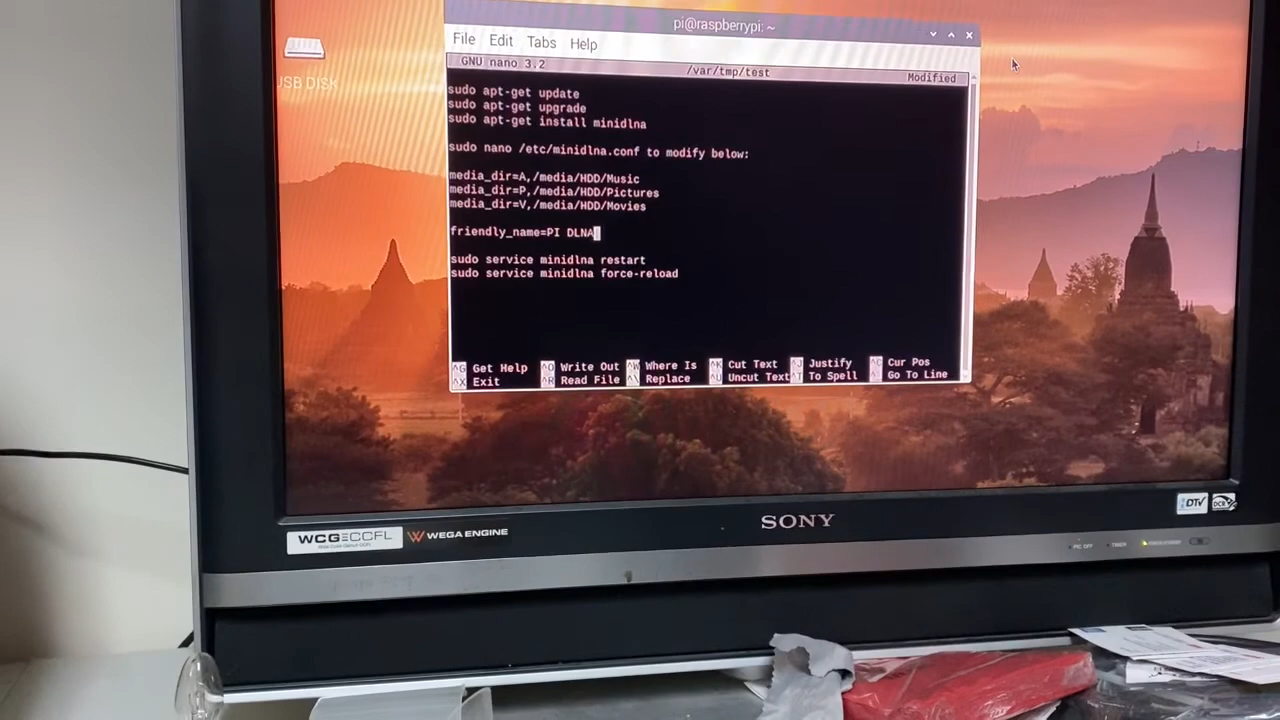 pi@raspberrypi: ~
File Edit Tabs Help
GNU nano 3.2 /var/tmp/test Modified
sudo apt-get update
sudo apt-get upgrade
sudo apt-get install minidlna
sudo nano /etc/minidlna.conf to modify below:
media_dir=A,/media/HDD/Music
media_dir=P,/media/HDD/Pictures
media_dir=V,/media/HDD/Movies
friendly_name=PI DLNA
sudo service minidlna restart
sudo service minidlna force-reload
^G Get Help ^O Write Out ^W Where Is ^K Cut Text ^J Justify ^C Cur Pos
^X Exit ^R Read File ^\ Replace ^U Uncut Text ^T To Spell ^_ Go To Line
USB DISK
SONY
WCG-CCFL
WEGA ENGINE
DTV
PIC OFF
TIMER